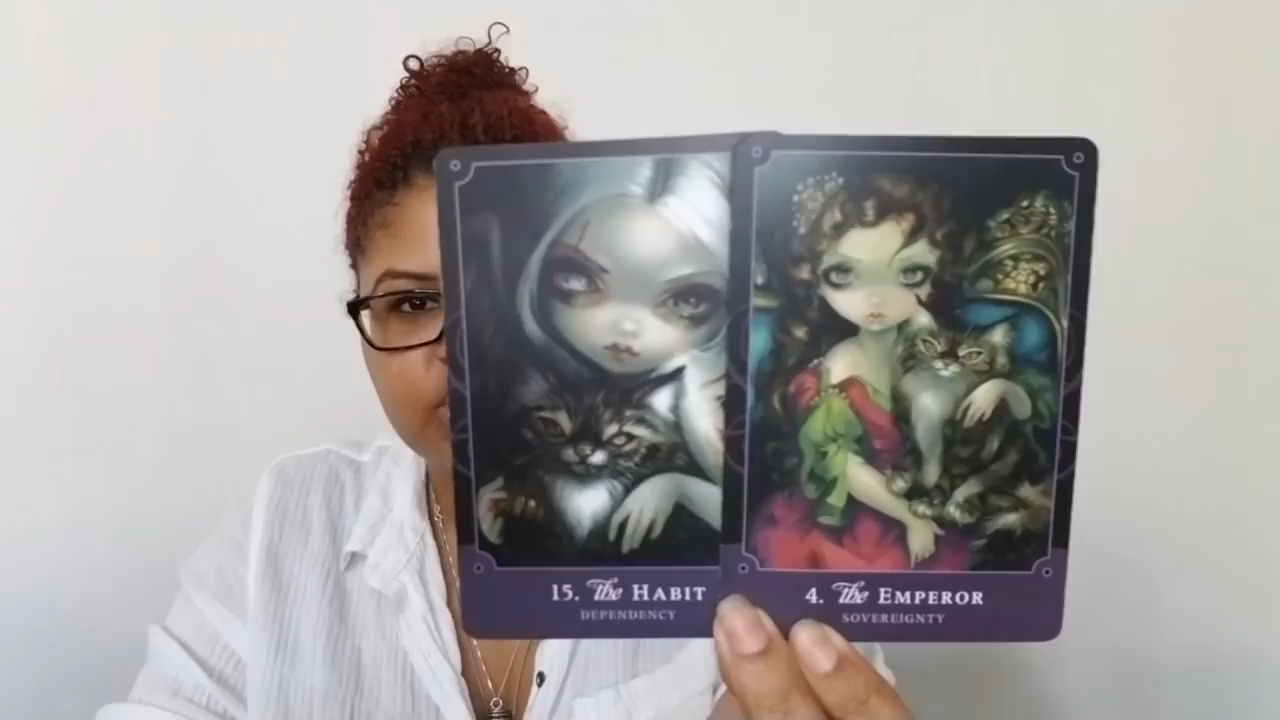 15. the HABIT
DEPENDENCY
4. the EMPEROR
SOVEREIGNTY